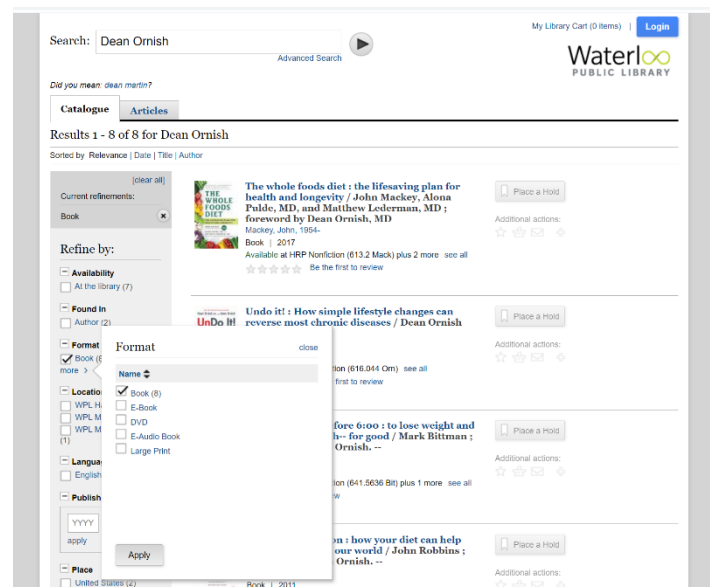 My Library Cart (0 items) | Login
Search: Dean Ornish
Advanced Search
Waterloo
PUBLIC LIBRARY
Did you mean: dean martin?
Catalogue Articles
Results 1 - 8 of 8 for Dean Ornish
Sorted by Relevance | Date | Title | Author
[clear all]
Current refinements:
Book
Refine by:
Availability
At the library (7)
Found In
Author (2)
Format
Book (8
more >
Locatio
WPL Ha
WPL M
WPL M
(1)
Langua
English
Publish
YYYY
apply
Place
United States (2)
Format close
Name
Book (8)
E-Book
DVD
E-Audio Book
Large Print
Apply
THE
WHOLE
FOODS
DIET
The whole foods diet : the lifesaving plan for
health and longevity / John Mackey, Alona
Pulde, MD, and Matthew Lederman, MD ;
foreword by Dean Ornish, MD
Mackey, John, 1954-
Book | 2017
Available at HRP Nonfiction (613.2 Mack) plus 2 more see all
Be the first to review
Place a Hold
Additional actions:
UnDo It!
Undo it! : How simple lifestyle changes can
reverse most chronic diseases / Dean Ornish
tion (616.044 Orn) see all
first to review
Place a Hold
Additional actions:
fore 6:00 : to lose weight and
h-- for good / Mark Bittman ;
Ornish. --
tion (641.5636 Bit) plus 1 more see all
w
Place a Hold
Additional actions:
on : how your diet can help
our world / John Robbins ;
Ornish. --
Book | 2011
Place a Hold
Additional actions: